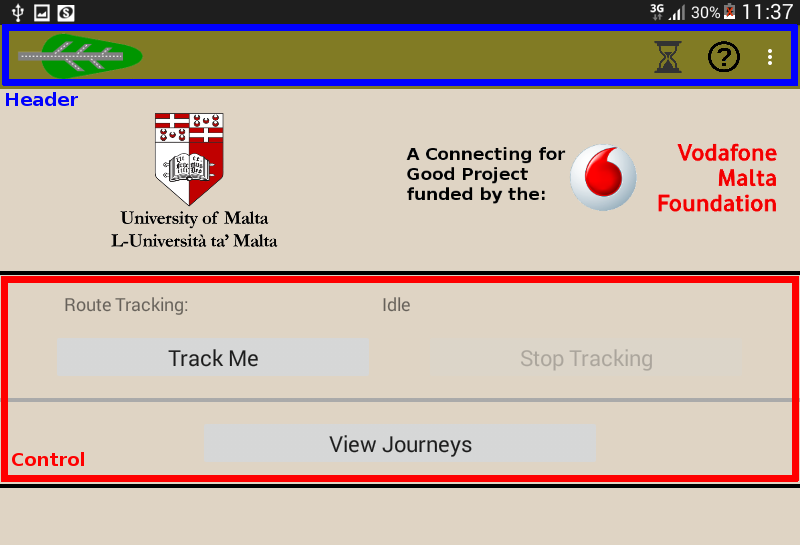 3G 30% 11:37
?
Header
University of Malta
L-Università ta' Malta
A Connecting for
Good Project
funded by the:
Vodafone
Malta
Foundation
Route Tracking: Idle
Track Me Stop Tracking
View Journeys
Control